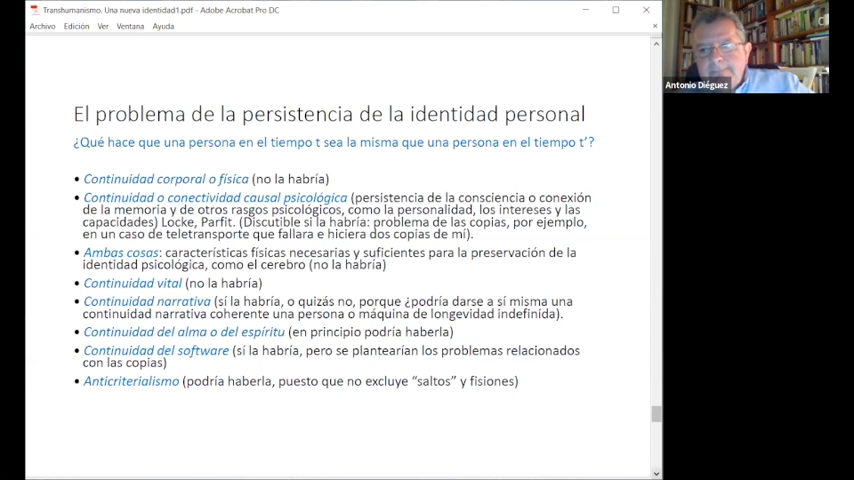 Transhumanismo. Una nueva identidad1.pdf - Adobe Acrobat Pro DC
Archivo Edición Ver Ventana Ayuda
Antonio Diéguez
El problema de la persistencia de la identidad personal
¿Qué hace que una persona en el tiempo t sea la misma que una persona en el tiempo t’?
• Continuidad corporal o física (no la habría)
• Continuidad o conectividad causal psicológica (persistencia de la consciencia o conexión
de la memoria y de otros rasgos psicológicos, como la personalidad, los intereses y las
capacidades) Locke, Parfit. (Discutible si la habría: problema de las copias, por ejemplo,
en un caso de teletransporte que fallara e hiciera dos copias de mí).
• Ambas cosas: características físicas necesarias y suficientes para la preservación de la
identidad psicológica, como el cerebro (no la habría)
• Continuidad vital (no la habría)
• Continuidad narrativa (sí la habría, o quizás no, porque ¿podría darse a sí misma una
continuidad narrativa coherente una persona o máquina de longevidad indefinida).
• Continuidad del alma o del espíritu (en principio podría haberla)
• Continuidad del software (sí la habría, pero se plantearían los problemas relacionados
con las copias)
• Anticriterialismo (podría haberla, puesto que no excluye “saltos” y fisiones)